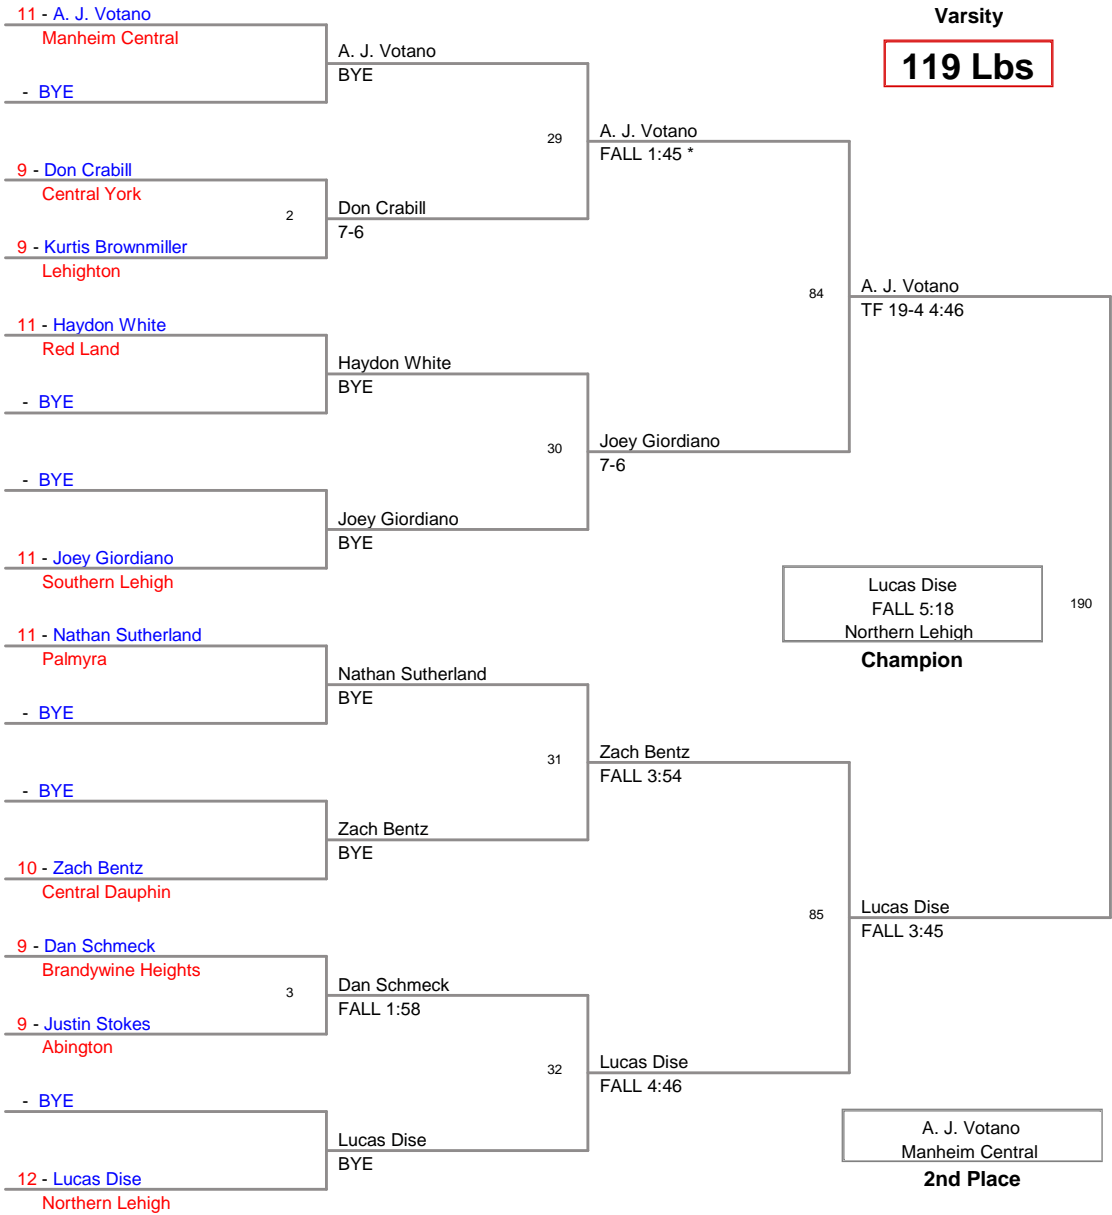 Varsity
119 Lbs
11 - A. J. Votano
Manheim Central
- BYE
9 - Don Crabill
Central York
2
9 - Kurtis Brownmiller
Lehighton
11 - Haydon White
Red Land
- BYE
- BYE
11 - Joey Giordiano
Southern Lehigh
11 - Nathan Sutherland
Palmyra
- BYE
- BYE
10 - Zach Bentz
Central Dauphin
9 - Dan Schmeck
Brandywine Heights
3
9 - Justin Stokes
Abington
- BYE
12 - Lucas Dise
Northern Lehigh
A. J. Votano
BYE
29
Don Crabill
7-6
Haydon White
BYE
30
Joey Giordiano
BYE
Nathan Sutherland
BYE
31
Zach Bentz
BYE
Dan Schmeck
FALL 1:58
32
Lucas Dise
BYE
A. J. Votano
FALL 1:45 *
84
Joey Giordiano
7-6
Zach Bentz
FALL 3:54
85
Lucas Dise
FALL 4:46
A. J. Votano
TF 19-4 4:46
190
Lucas Dise
FALL 3:45
Lucas Dise
FALL 5:18
Northern Lehigh
Champion
A. J. Votano
Manheim Central
2nd Place